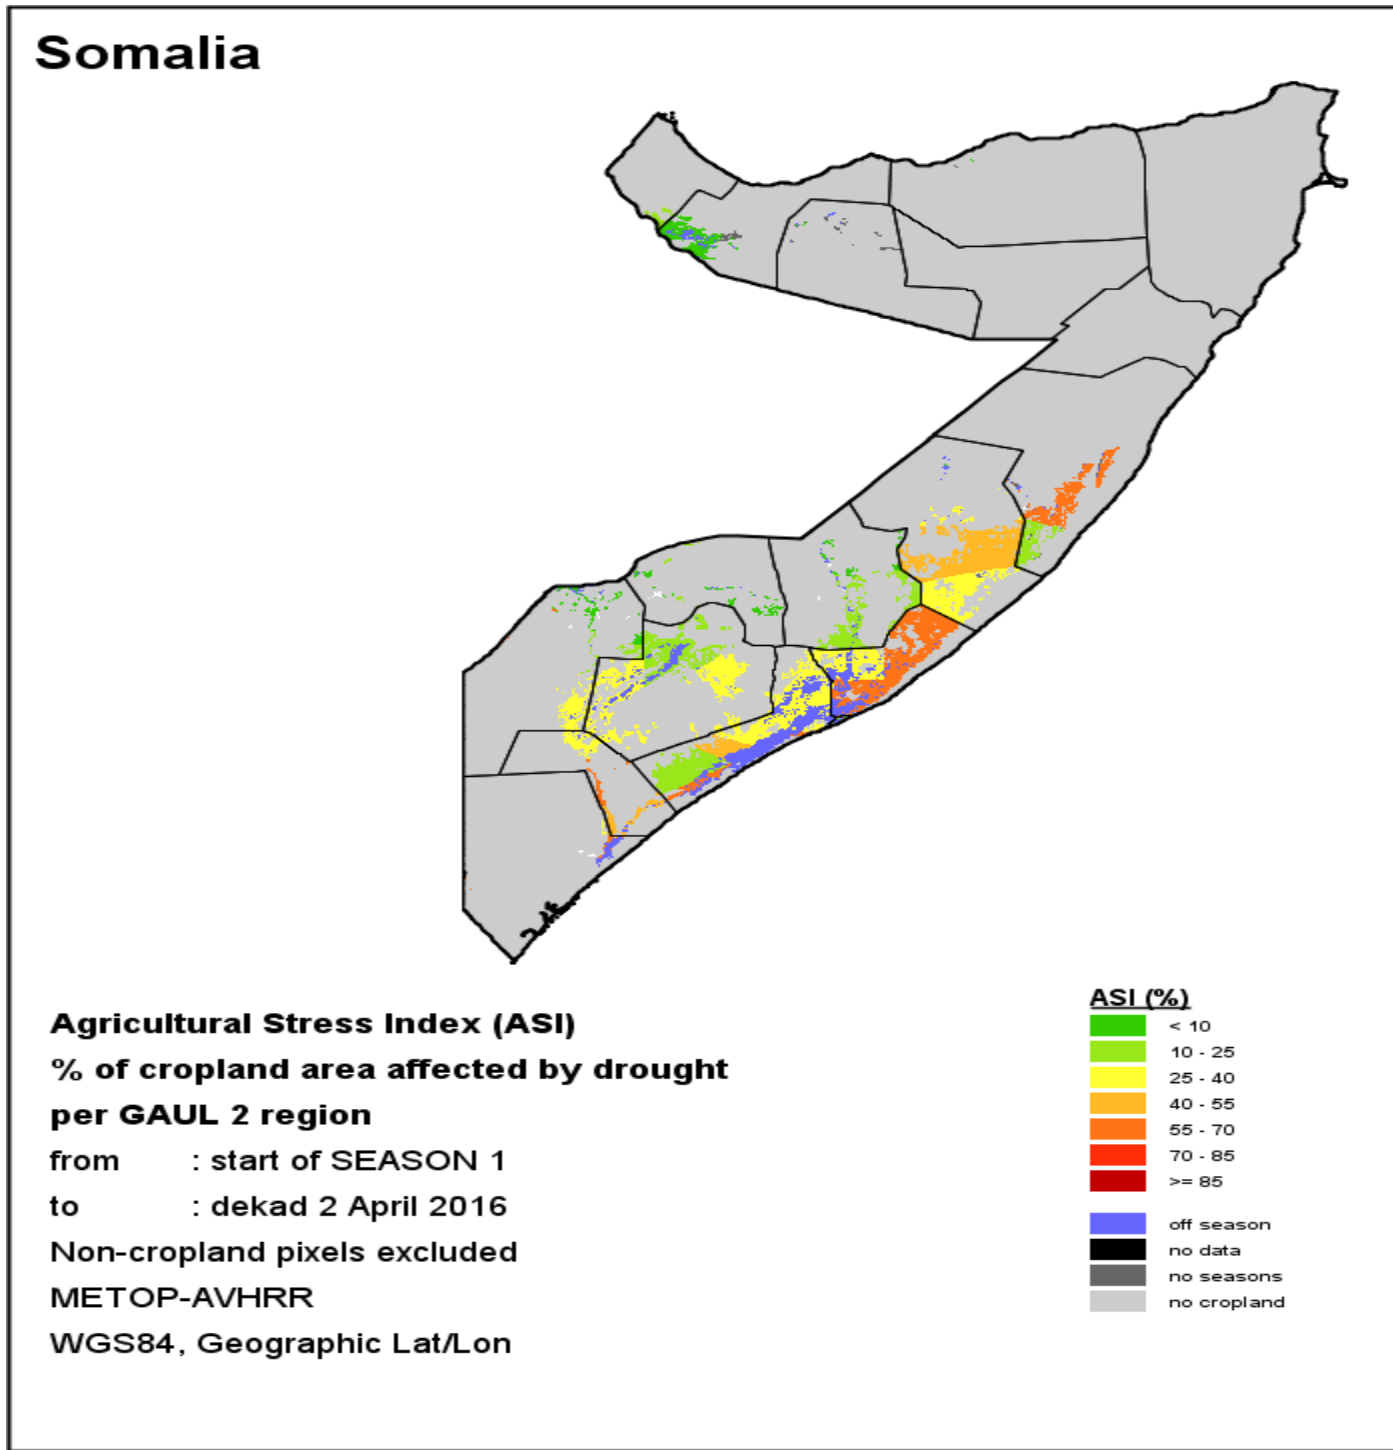 Somalia
Agricultural Stress Index (ASI)
% of cropland area affected by drought
per GAUL 2 region
from : start of SEASON 1
to : dekad 2 April 2016
Non-cropland pixels excluded
METOP-AVHRR
WGS84, Geographic Lat/Lon
ASI (%)
< 10
10 - 25
25 - 40
40 - 55
55 - 70
70 - 85
>= 85
off season
no data
no seasons
no cropland